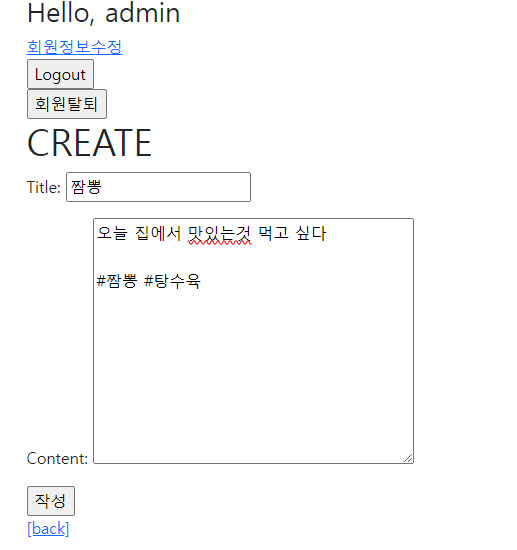 Hello, admin
회원정보수정
Logout
회원탈퇴
CREATE
Title: 짬뽕
오늘 집에서 맛있는것 먹고 싶다
#짬뽕 #탕수육
Content:
작성
[back]